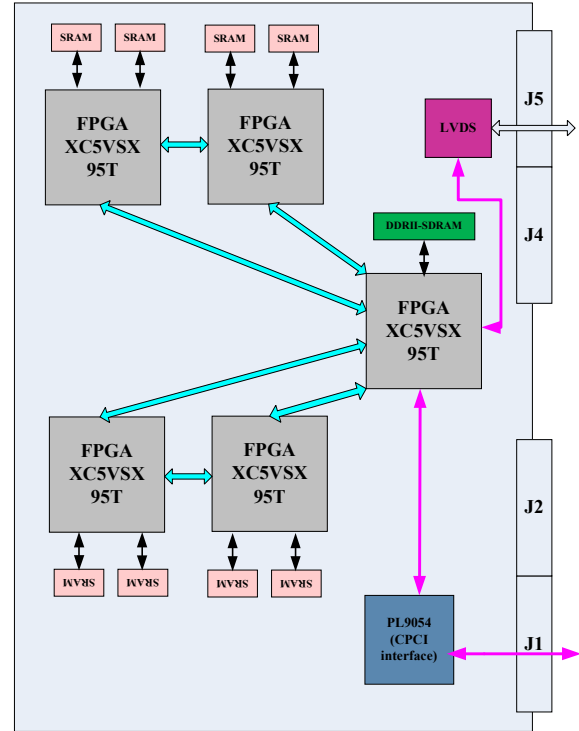 SRAM
SRAM
SRAM
SRAM
FPGA
XC5VSX
95T
FPGA
XC5VSX
95T
LVDS
J5
DDRII-SDRAM
J4
FPGA
XC5VSX
95T
FPGA
XC5VSX
95T
FPGA
XC5VSX
95T
J2
SRAM
SRAM
SRAM
SRAM
PL9054
(CPCI
interface)
J1